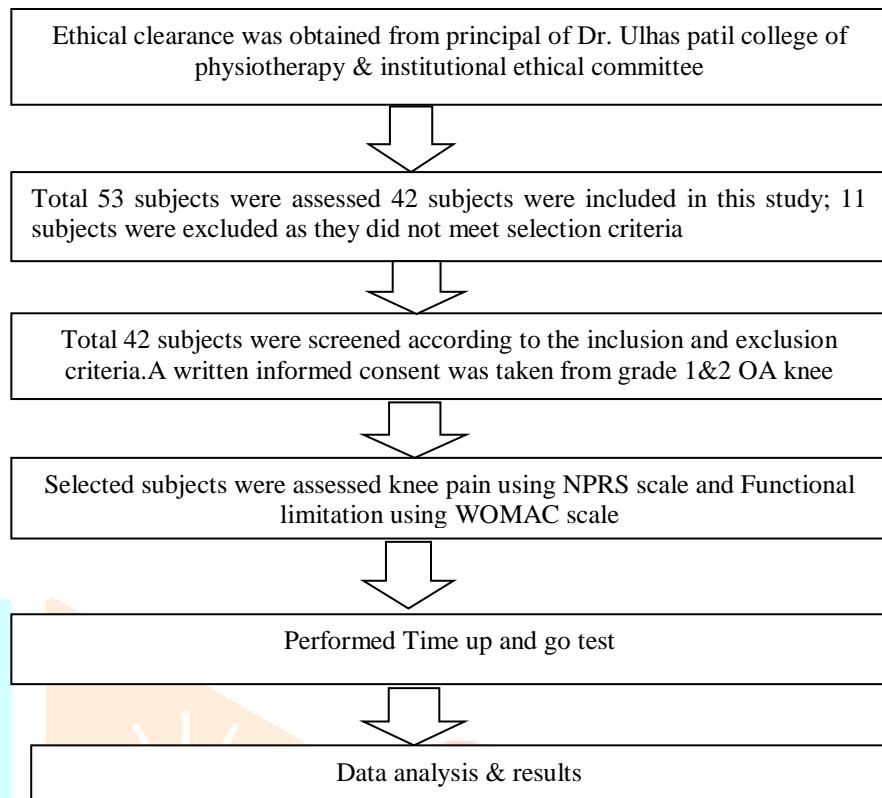 Ethical clearance was obtained from principal of Dr. Ulhas patil college of
physiotherapy & institutional ethical committee
Total 53 subjects were assessed 42 subjects were included in this study; 11
subjects were excluded as they did not meet selection criteria
Total 42 subjects were screened according to the inclusion and exclusion
criteria.A written informed consent was taken from grade 1&2 OA knee
Selected subjects were assessed knee pain using NPRS scale and Functional
limitation using WOMAC scale
Performed Time up and go test
Data analysis & results